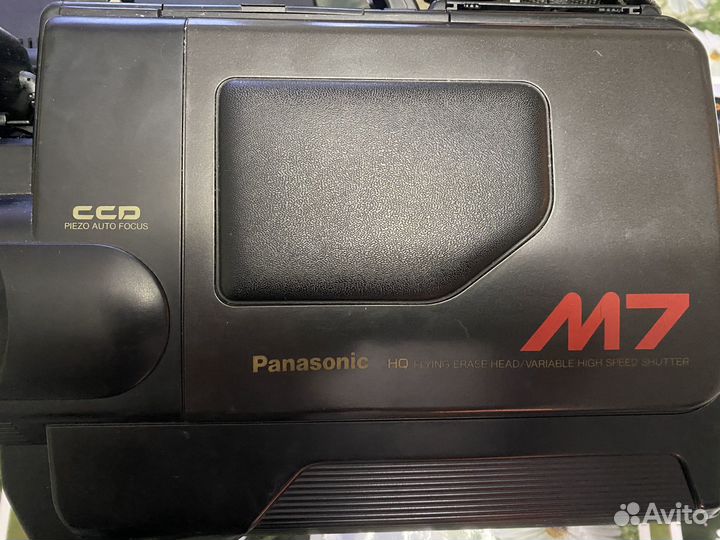 CCD
PIEZO AUTO FOCUS
M7
Panasonic HQ FLYING ERASE HEAD/VARIABLE HIGH SPEED SHUTTER
Avito